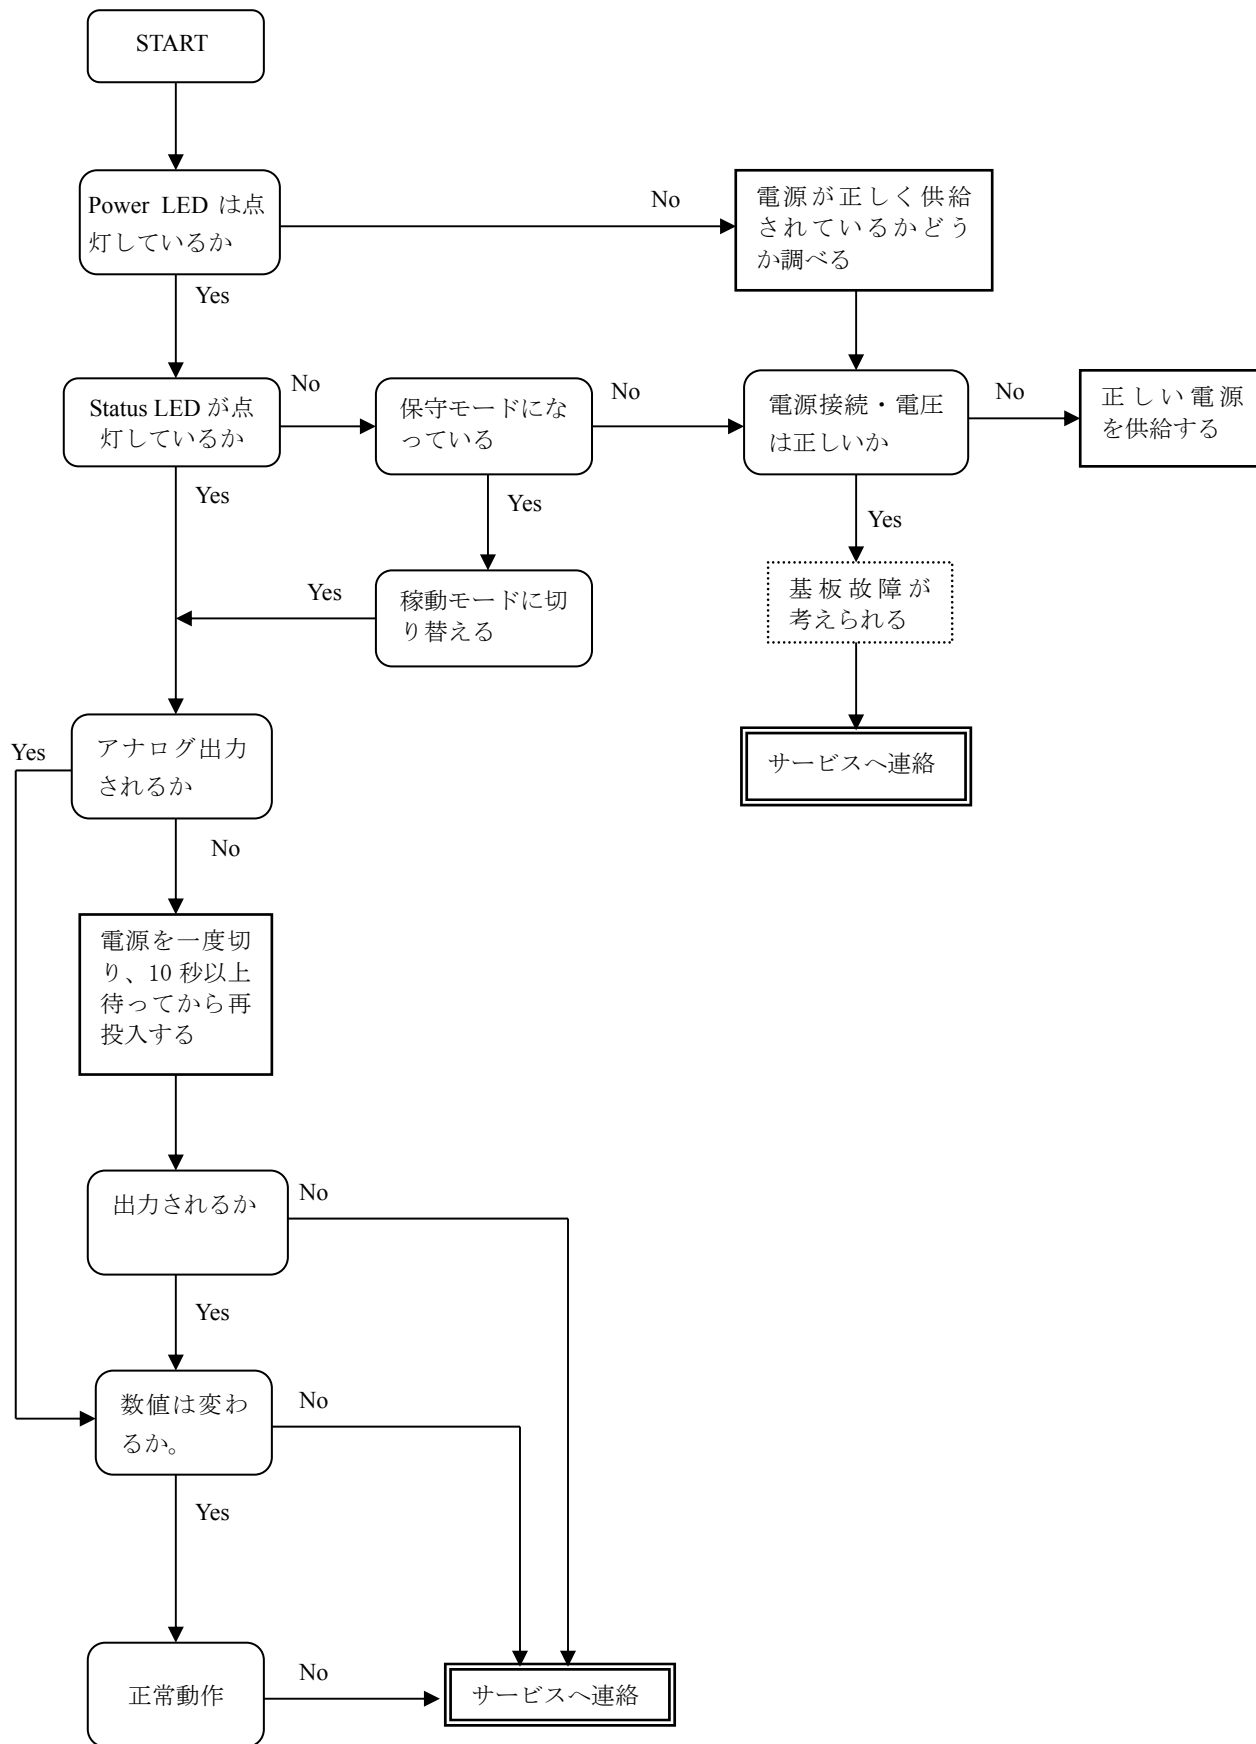 START
Power LED は点
灯しているか
No
電源が正しく供給
されているかどう
か調べる
Yes
Status LED が点
灯しているか
No
保守モードにな
っている
No
電源接続・電圧
は正しいか
No
正しい電源
を供給する
Yes
Yes
Yes
稼動モードに切
り替える
Yes
基板故障が
考えられる
アナログ出力
されるか
Yes
サービスへ連絡
No
電源を一度切
り、10 秒以上
待ってから再
投入する
出力されるか
No
Yes
数値は変わ
るか。
No
Yes
正常動作
No
サービスへ連絡